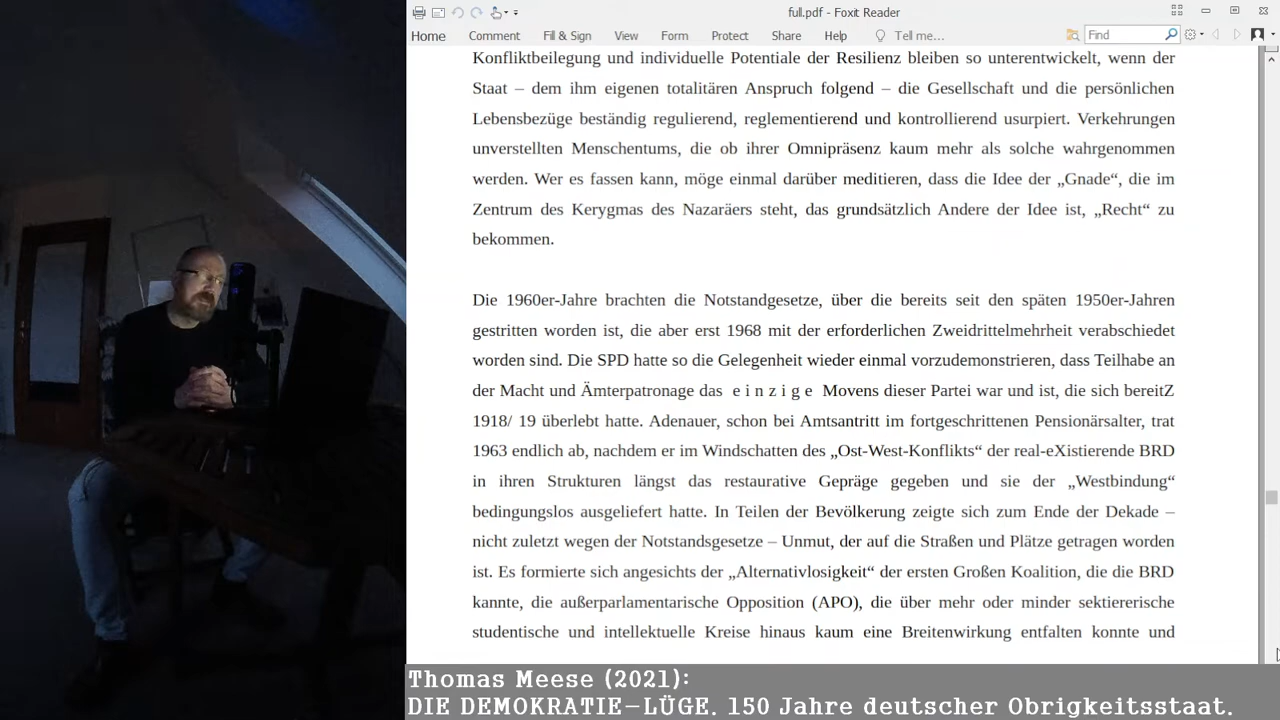 full.pdf - Foxit Reader
Home Comment Fill & Sign View Form Protect Share Help Tell me… Find
Konfliktbeilegung und individuelle Potentiale der Resilienz bleiben so unterentwickelt, wenn der
Staat – dem ihm eigenen totalitären Anspruch folgend – die Gesellschaft und die persönlichen
Lebensbezüge beständig regulierend, reglementierend und kontrollierend usurpiert. Verkehrungen
unverstellten Menschentums, die ob ihrer Omnipräsenz kaum mehr als solche wahrgenommen
werden. Wer es fassen kann, möge einmal darüber meditieren, dass die Idee der „Gnade“, die im
Zentrum des Kerygmas des Nazaräers steht, das grundsätzlich Andere der Idee ist, „Recht“ zu
bekommen.
Die 1960er-Jahre brachten die Notstandgesetze, über die bereits seit den späten 1950er-Jahren
gestritten worden ist, die aber erst 1968 mit der erforderlichen Zweidrittelmehrheit verabschiedet
worden sind. Die SPD hatte so die Gelegenheit wieder einmal vorzudemonstrieren, dass Teilhabe an
der Macht und Ämterpatronage das e i n z i g e Movens dieser Partei war und ist, die sich bereitZ
1918/ 19 überlebt hatte. Adenauer, schon bei Amtsantritt im fortgeschrittenen Pensionärsalter, trat
1963 endlich ab, nachdem er im Windschatten des „Ost-West-Konflikts“ der real-eXistierende BRD
in ihren Strukturen längst das restaurative Gepräge gegeben und sie der „Westbindung“
bedingungslos ausgeliefert hatte. In Teilen der Bevölkerung zeigte sich zum Ende der Dekade –
nicht zuletzt wegen der Notstandsgesetze – Unmut, der auf die Straßen und Plätze getragen worden
ist. Es formierte sich angesichts der „Alternativlosigkeit“ der ersten Großen Koalition, die die BRD
kannte, die außerparlamentarische Opposition (APO), die über mehr oder minder sektiererische
studentische und intellektuelle Kreise hinaus kaum eine Breitenwirkung entfalten konnte und
Thomas Meese (2021):
DIE DEMOKRATIE-LÜGE. 150 Jahre deutscher Obrigkeitsstaat.